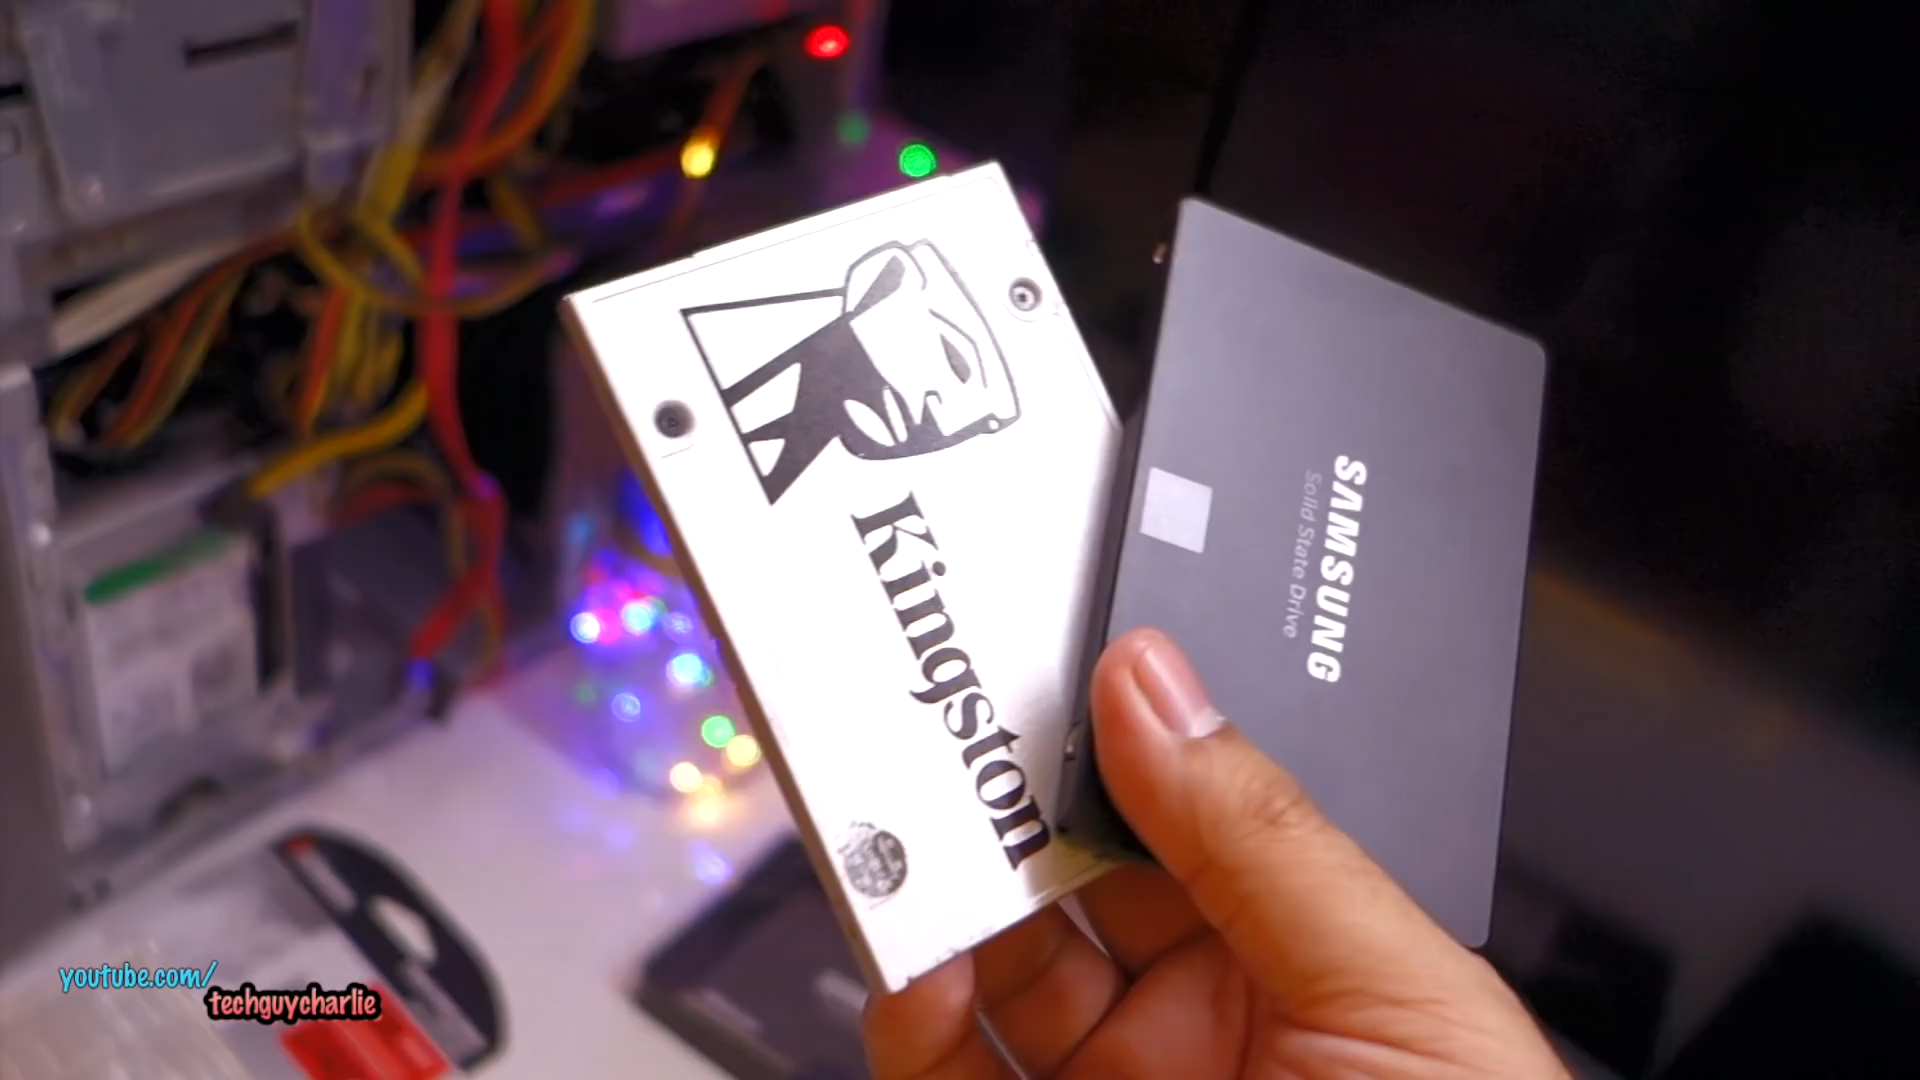 Kingston
SAMSUNG
Solid State Drive
youtube.com/
techguycharlie